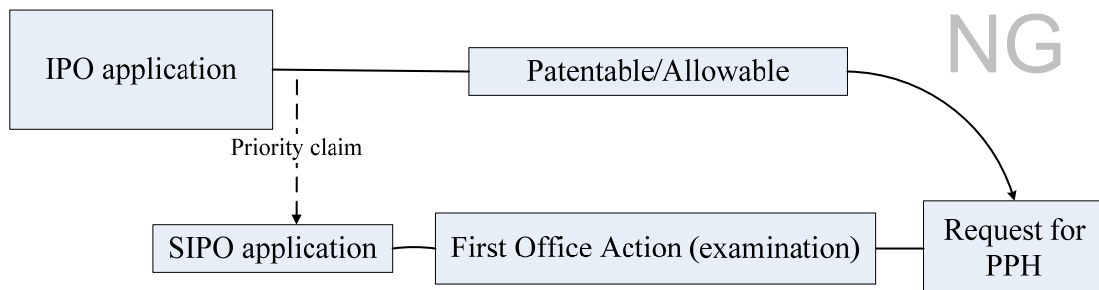 NG
IPO application
Patentable/Allowable
Priority claim
SIPO application
First Office Action (examination)
Request for
PPH